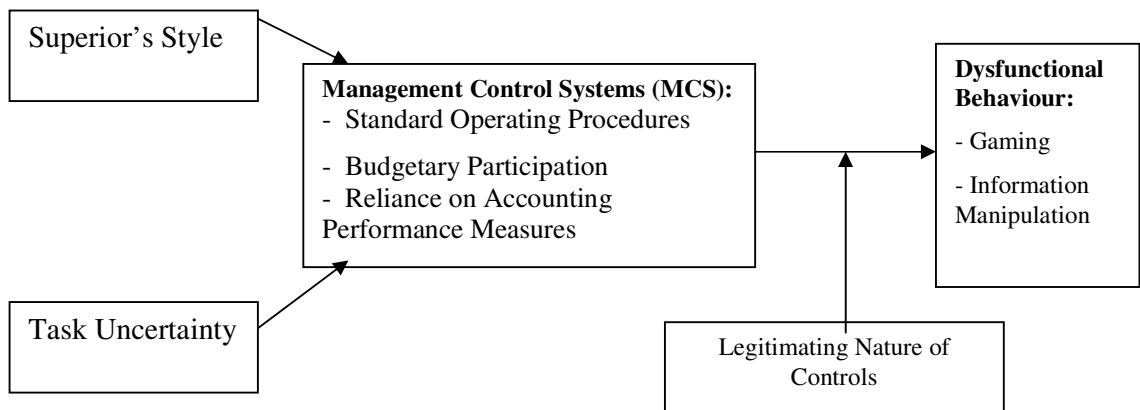 Superior’s Style
Management Control Systems (MCS):
- Standard Operating Procedures
- Budgetary Participation
- Reliance on Accounting
Performance Measures
Dysfunctional
Behaviour:
- Gaming
- Information
Manipulation
Task Uncertainty
Legitimating Nature of
Controls